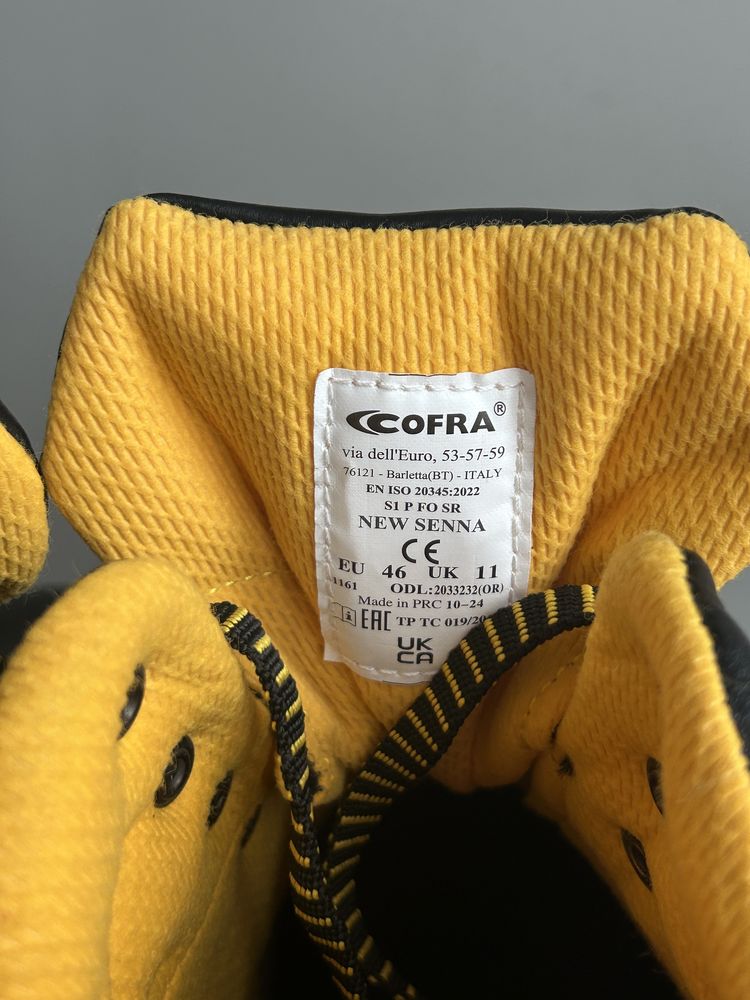 COFRA®
via dell'Euro, 53-57-59
76121 - Barletta(BT) - ITALY
EN ISO 20345:2022
S1 P FO SR
NEW SENNA
CE
EU 46 UK 11
1161 ODL:2033232(OR)
Made in PRC 10-24
EAC TP TC 019/20
UK
CA